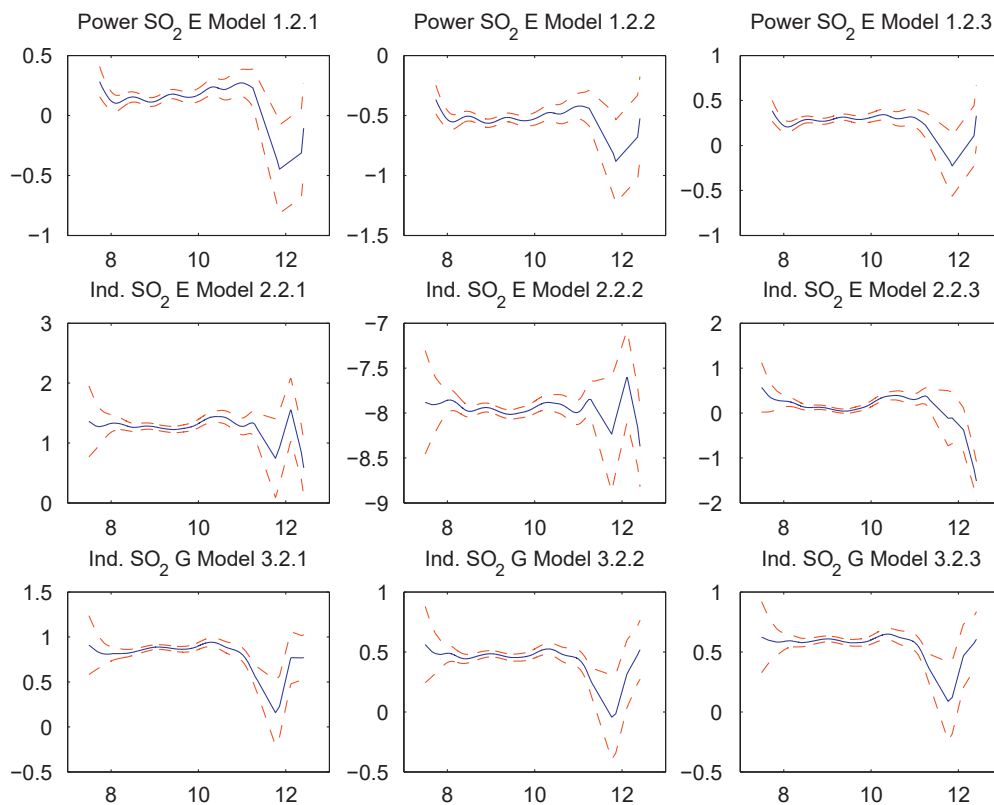 Power SO2 E Model 1.2.1
Power SO2 E Model 1.2.2
Power SO2 E Model 1.2.3
0.5
0
−0.5
−1
8 10 12
0
−0.5
−1
−1.5
8 10 12
1
0.5
0
−0.5
−1
8 10 12
Ind. SO2 E Model 2.2.1
Ind. SO2 E Model 2.2.2
Ind. SO2 E Model 2.2.3
3
2
1
0
8 10 12
−7
−7.5
−8
−8.5
−9
8 10 12
2
1
0
−1
−2
8 10 12
Ind. SO2 G Model 3.2.1
Ind. SO2 G Model 3.2.2
Ind. SO2 G Model 3.2.3
1.5
1
0.5
0
−0.5
8 10 12
1
0.5
0
−0.5
8 10 12
1
0.5
0
−0.5
8 10 12